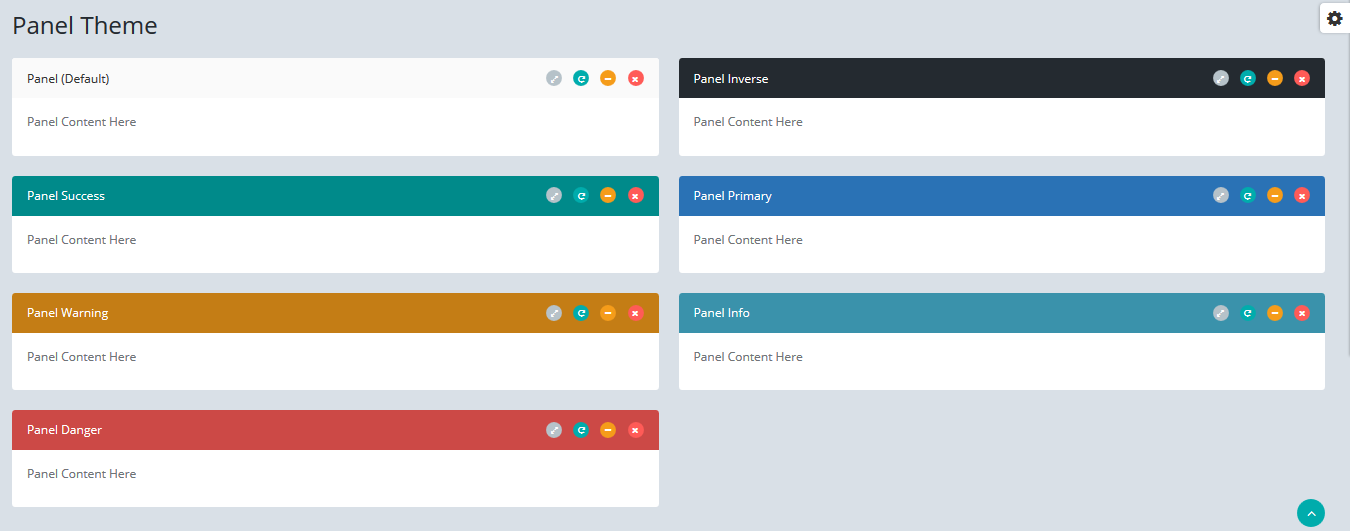 Panel Theme
Panel (Default)
Panel Content Here
Panel Inverse
Panel Content Here
Panel Success
Panel Content Here
Panel Primary
Panel Content Here
Panel Warning
Panel Content Here
Panel Info
Panel Content Here
Panel Danger
Panel Content Here